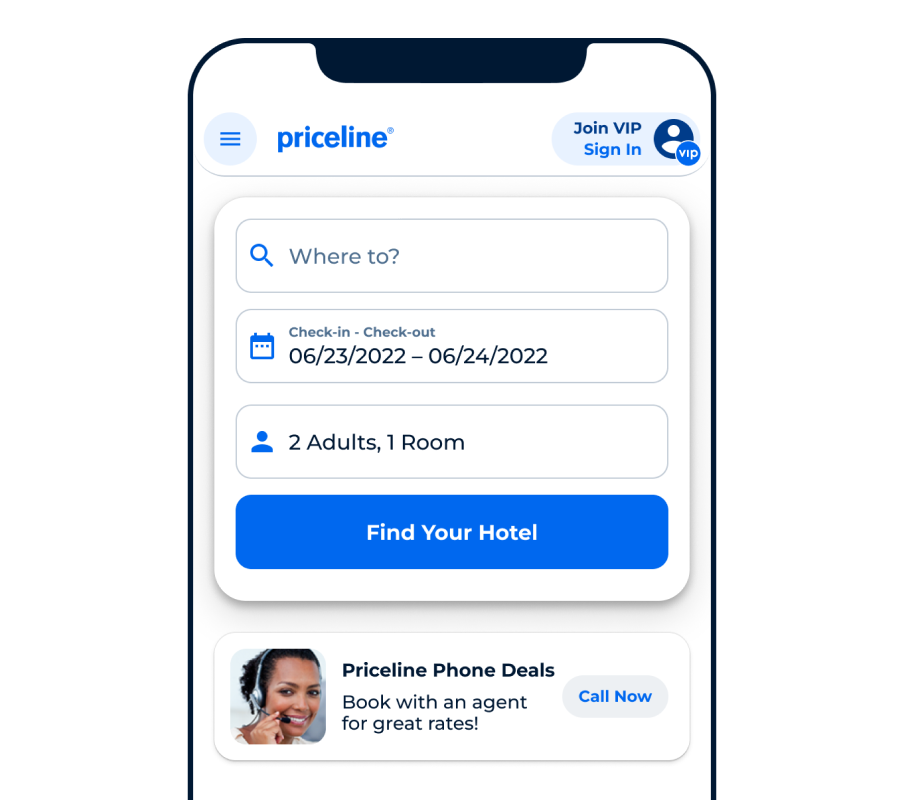 priceline®
Join VIP
Sign In
VIP
Where to?
Check-in - Check-out
06/23/2022 – 06/24/2022
2 Adults, 1 Room
Find Your Hotel
Priceline Phone Deals
Book with an agent
for great rates!
Call Now